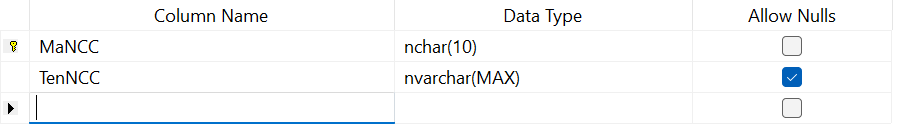 Column Name Data Type Allow Nulls
MaNCC nchar(10)
TenNCC nvarchar(MAX)